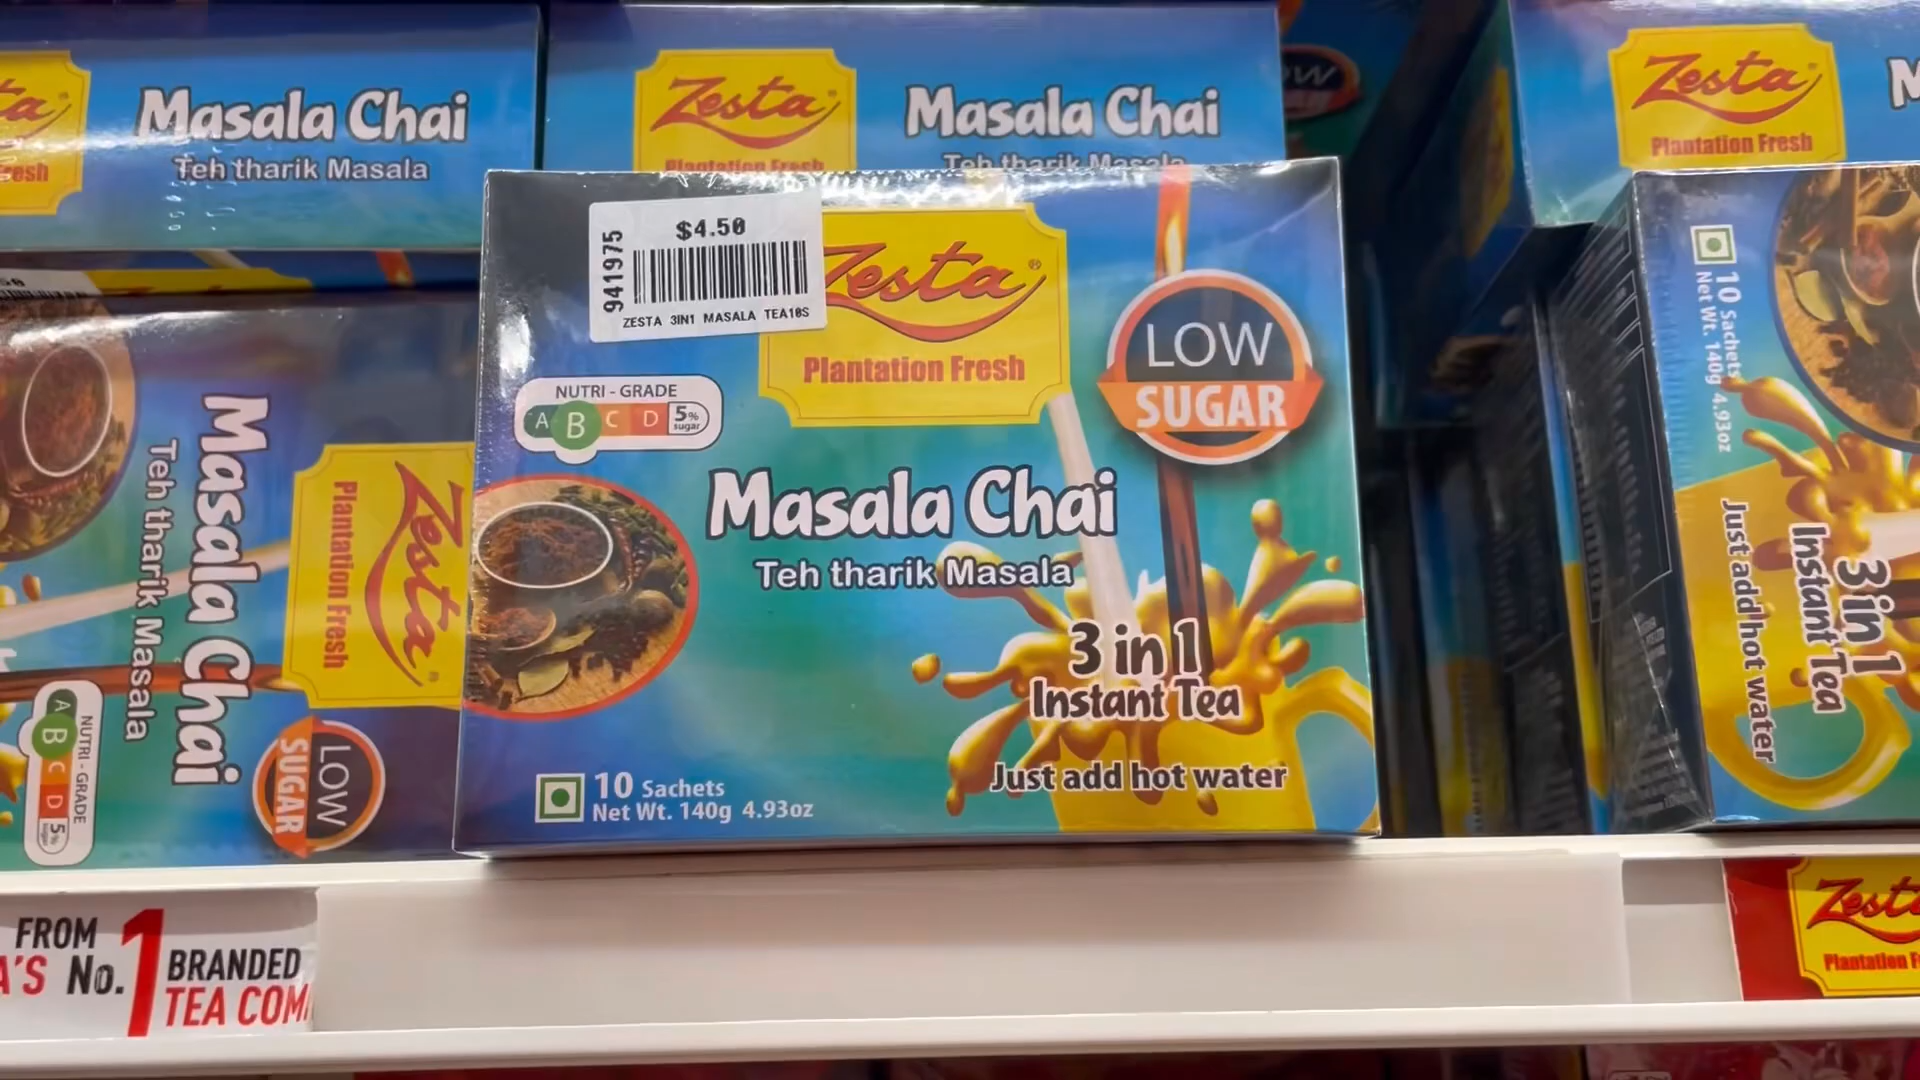 Masala Chai
Teh tharik Masala
Zesta®
Plantation Fresh
Masala Chai
Teh tharik Masala
Zesta®
Plantation Fresh
$4.50
941975
ZESTA 3IN1 MASALA TEA10S
Zesta®
Plantation Fresh
LOW
SUGAR
NUTRI - GRADE
A B C D 5%
sugar
Masala Chai
Teh tharik Masala
3 in 1
Instant Tea
Just add hot water
10 Sachets
Net Wt. 140g 4.93oz
Masala Chai
Teh tharik Masala
Zesta®
Plantation Fresh
NUTRI - GRADE
A B C D 5%
sugar
LOW
SUGAR
10 Sachets
Net Wt. 140g 4.93oz
3 in 1
Instant Tea
Just add hot water
FROM
A'S No. 1 BRANDED
TEA
Zesta
Plantation